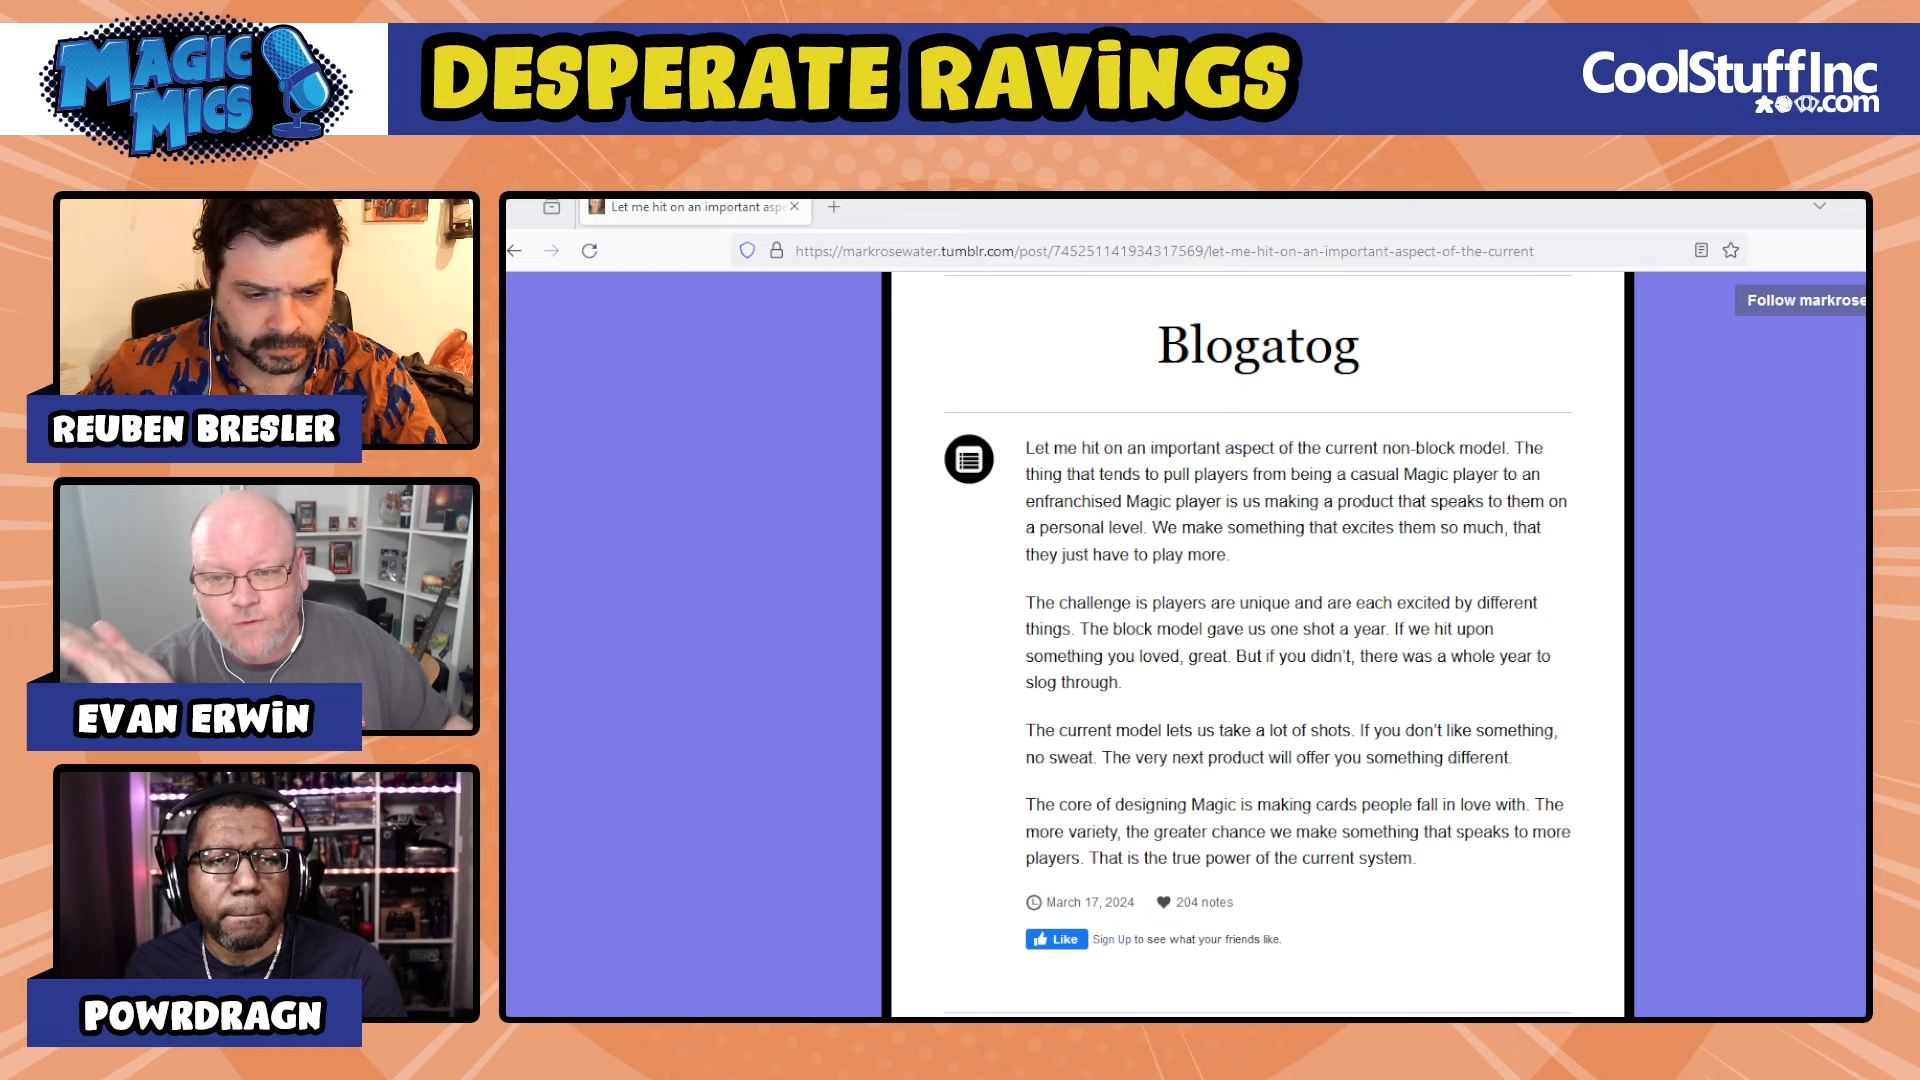 MAGIC MICS
DESPERATE RAVINGS
CoolStuffInc
.com
REUBEN BRESLER
EVAN ERWIN
POWRDRAGN
Let me hit on an important asp
https://markrosewater.tumblr.com/post/745251141934317569/let-me-hit-on-an-important-aspect-of-the-current
Follow markrose
Blogatog
Let me hit on an important aspect of the current non-block model. The
thing that tends to pull players from being a casual Magic player to an
enfranchised Magic player is us making a product that speaks to them on
a personal level. We make something that excites them so much, that
they just have to play more.
The challenge is players are unique and are each excited by different
things. The block model gave us one shot a year. If we hit upon
something you loved, great. But if you didn't, there was a whole year to
slog through.
The current model lets us take a lot of shots. If you don't like something,
no sweat. The very next product will offer you something different.
The core of designing Magic is making cards people fall in love with. The
more variety, the greater chance we make something that speaks to more
players. That is the true power of the current system.
March 17, 2024 204 notes
Like Sign Up to see what your friends like.